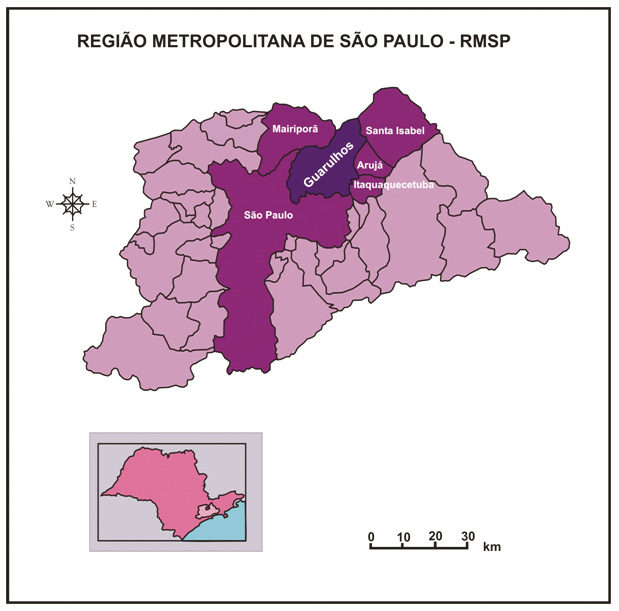 REGIÃO METROPOLITANA DE SÃO PAULO - RMSP
Mairiporã
Santa Isabel
Guarulhos
Arujá
Itaquaquecetuba
São Paulo
N
W
E
S
0 10 20 30
km